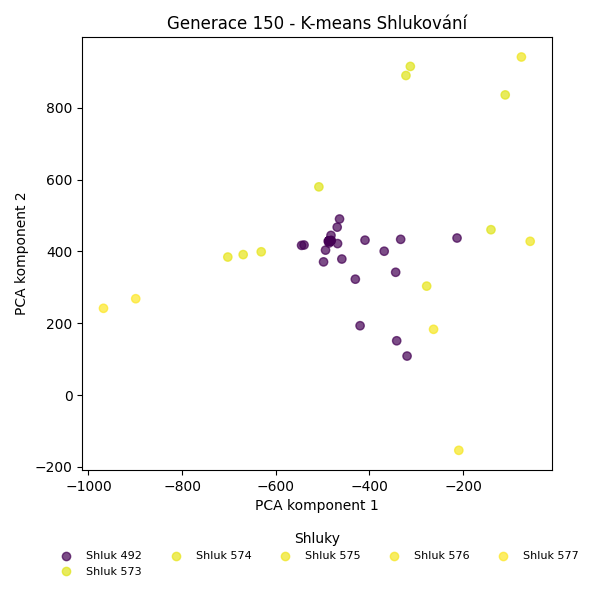 Generace 150 - K-means Shlukování
PCA komponent 2
800
600
400
200
0
−200
−1000
−800
−600
−400
−200
PCA komponent 1
Shluky
Shluk 492
Shluk 574
Shluk 575
Shluk 576
Shluk 577
Shluk 573